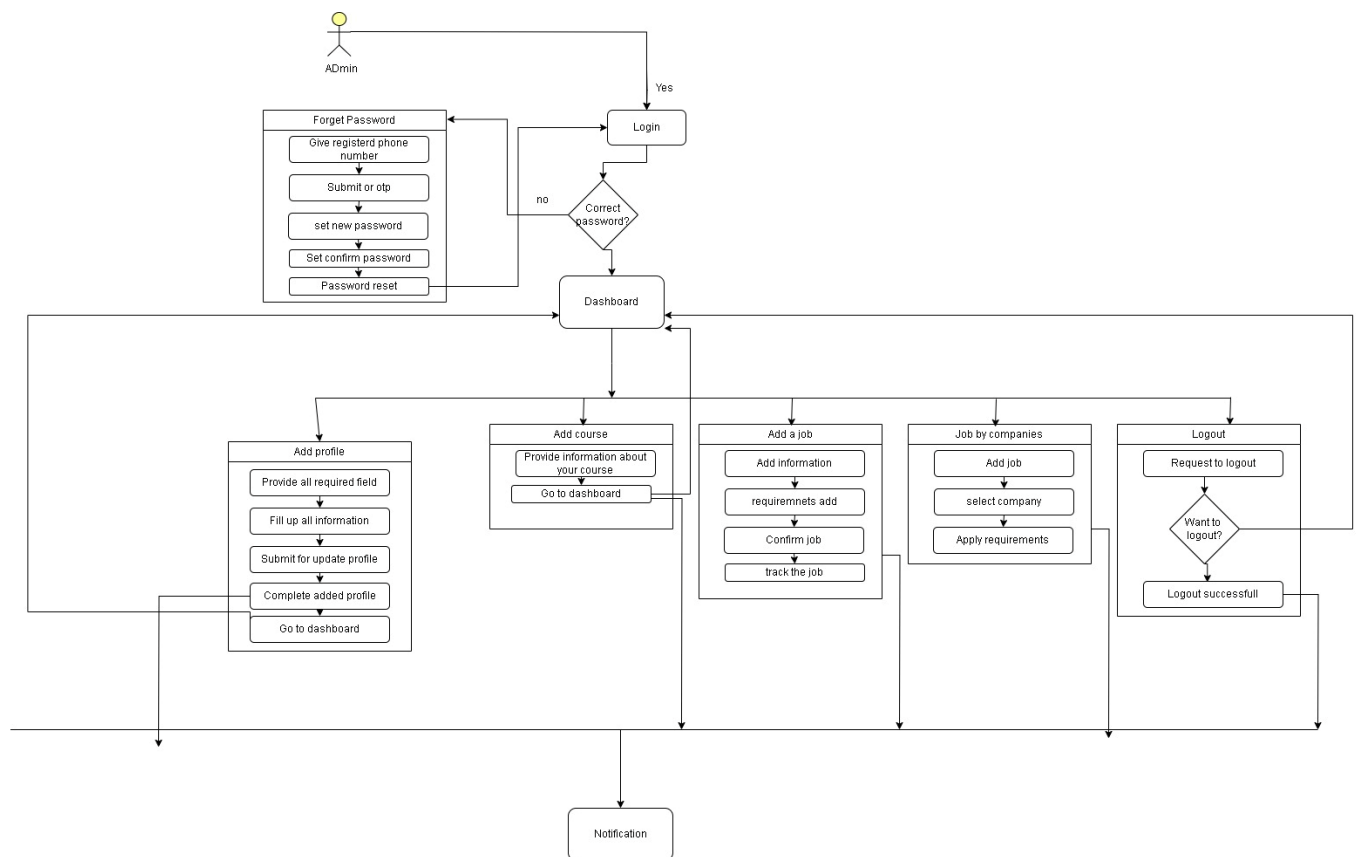 ADmin
Yes
Login
Forget Password
Give registerd phone
number
Submit or otp
set new password
Set confirm password
Password reset
no
Correct
password?
Dashboard
Add profile
Provide all required field
Fill up all information
Submit for update profile
Complete added profile
Go to dashboard
Add course
Provide information about
your course
Go to dashboard
Add a job
Add information
requiremnets add
Confirm job
track the job
Job by companies
Add job
select company
Apply requirements
Logout
Request to logout
Want to
logout?
Logout successfull
Notification